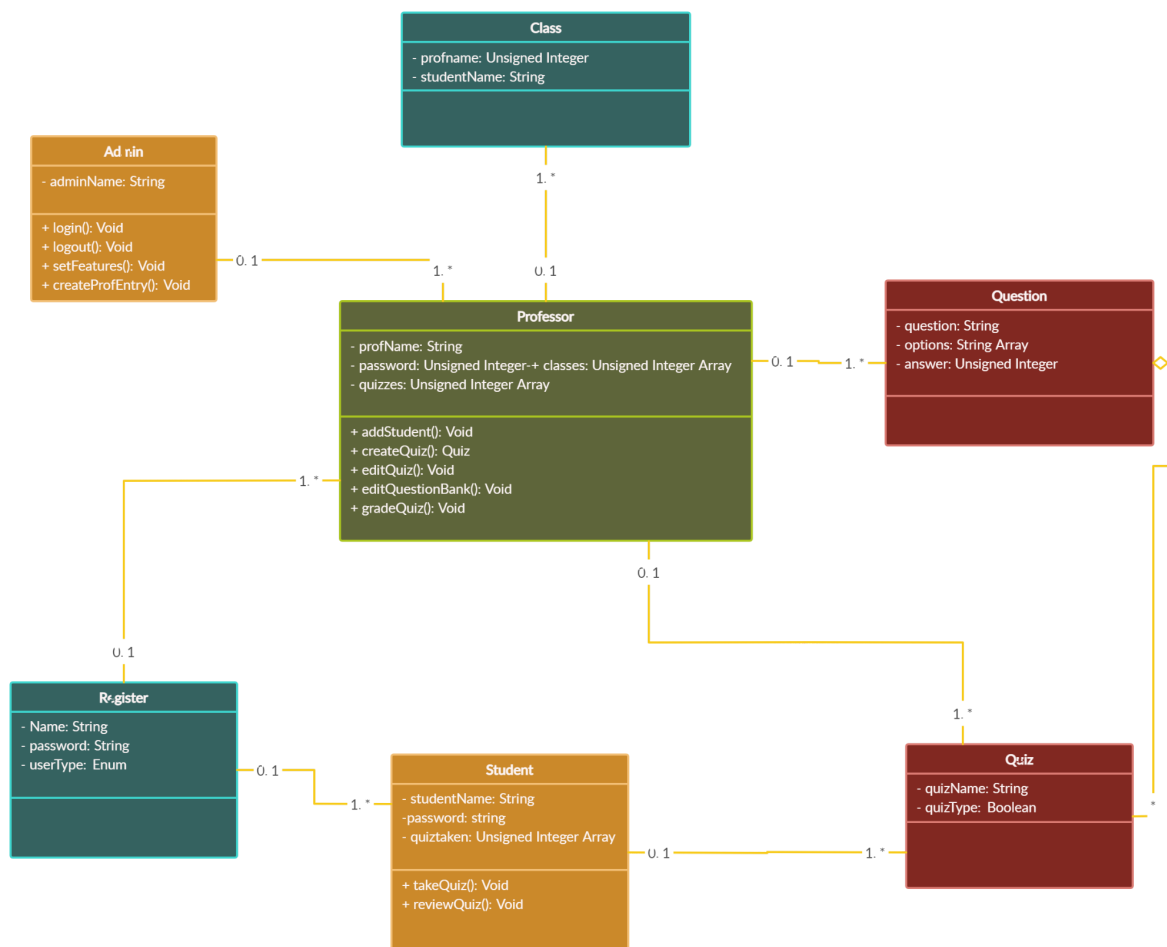 Class
- profname: Unsigned Integer
- studentName: String
1. *
0. 1
Admin
- adminName: String
+ login(): Void
+ logout(): Void
+ setFeatures(): Void
+ createProfEntry(): Void
0. 1
1. *
Professor
- profName: String
- password: Unsigned Integer-+ classes: Unsigned Integer Array
- quizzes: Unsigned Integer Array
+ addStudent(): Void
+ createQuiz(): Quiz
+ editQuiz(): Void
+ editQuestionBank(): Void
+ gradeQuiz(): Void
0. 1
1. *
Question
- question: String
- options: String Array
- answer: Unsigned Integer
1. *
0. 1
0. 1
1. *
Register
- Name: String
- password: String
- userType: Enum
0. 1
1. *
Student
- studentName: String
-password: string
- quiztaken: Unsigned Integer Array
+ takeQuiz(): Void
+ reviewQuiz(): Void
0. 1
1. *
Quiz
- quizName: String
- quizType: Boolean
*